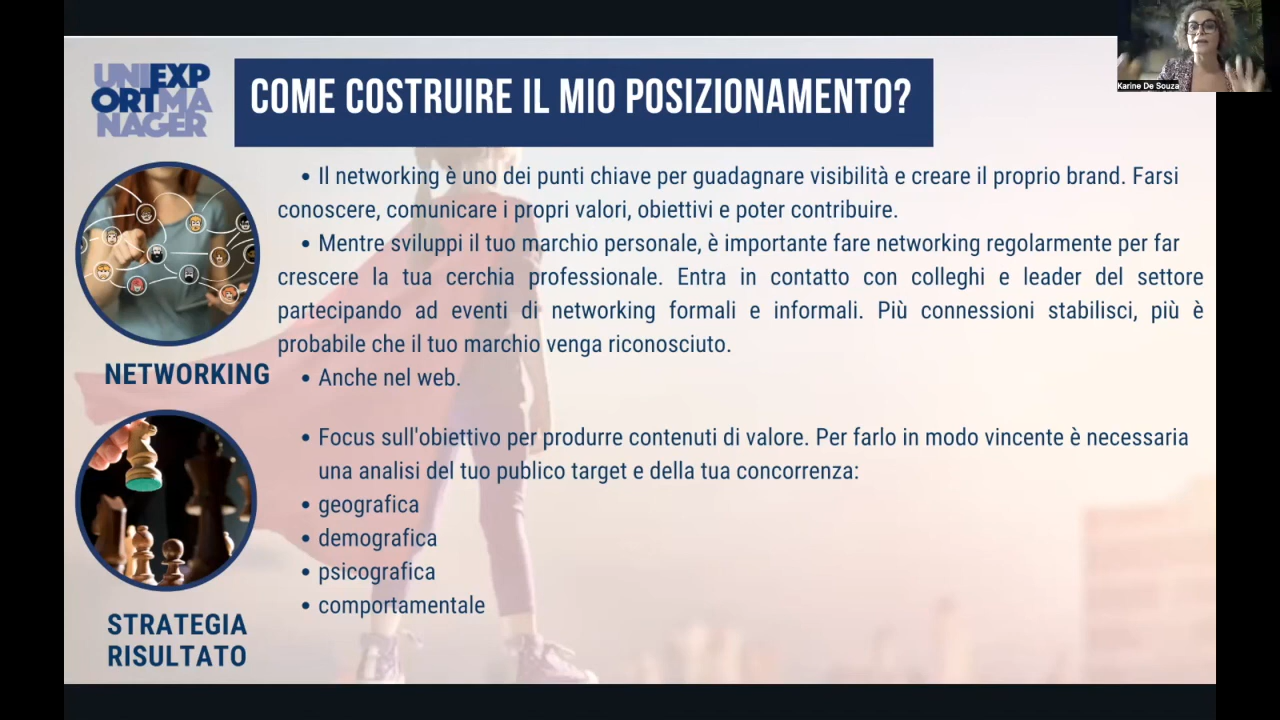 UNIEXP
ORTMA
NAGER
COME COSTRUIRE IL MIO POSIZIONAMENTO?
Karine De Souza
• Il networking è uno dei punti chiave per guadagnare visibilità e creare il proprio brand. Farsi
conoscere, comunicare i propri valori, obiettivi e poter contribuire.
• Mentre sviluppi il tuo marchio personale, è importante fare networking regolarmente per far
crescere la tua cerchia professionale. Entra in contatto con colleghi e leader del settore
partecipando ad eventi di networking formali e informali. Più connessioni stabilisci, più è
probabile che il tuo marchio venga riconosciuto.
• Anche nel web.
NETWORKING
• Focus sull'obiettivo per produrre contenuti di valore. Per farlo in modo vincente è necessaria
una analisi del tuo publico target e della tua concorrenza:
• geografica
• demografica
• psicografica
• comportamentale
STRATEGIA
RISULTATO